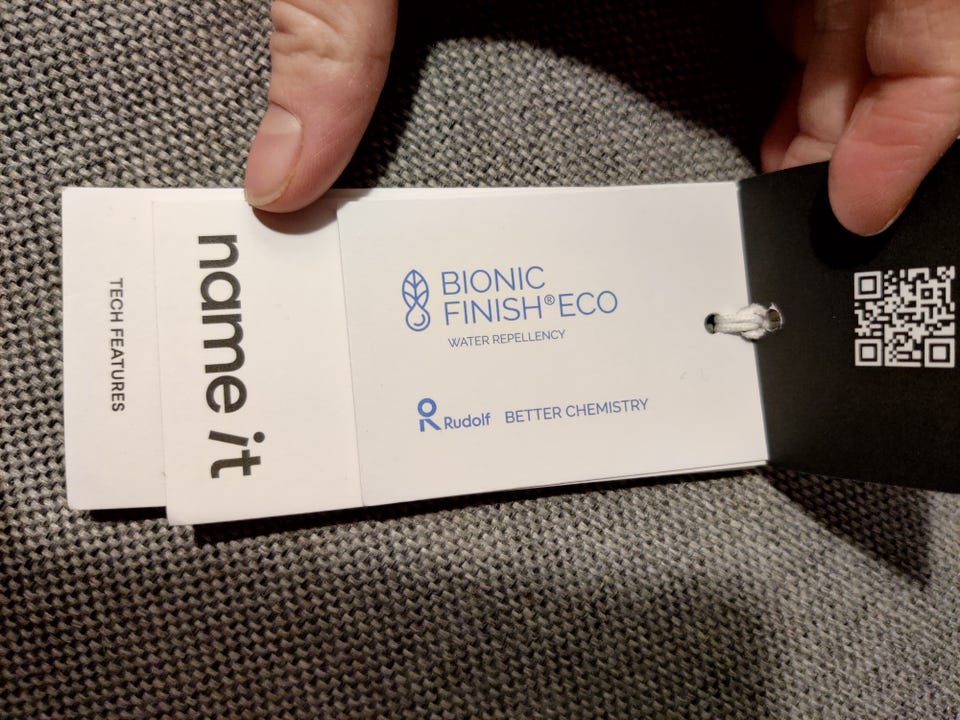 TECH FEATURES
name it
BIONIC
FINISH®ECO
WATER REPELLENCY
Rudolf BETTER CHEMISTRY